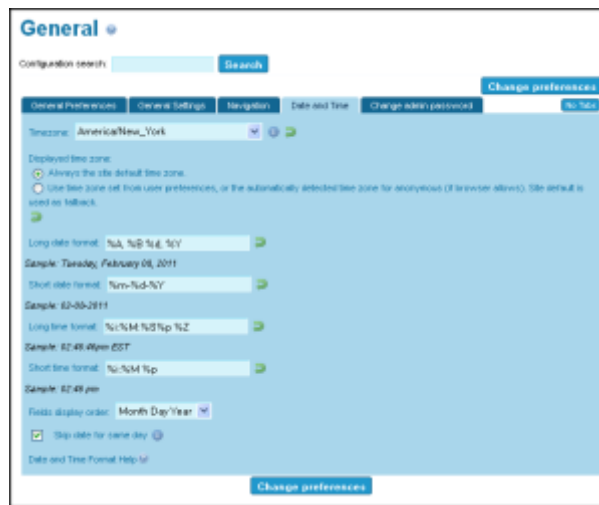 General
Configuration search: Search
Change preferences
General Preferences General Settings Navigation Date and Time Change admin password No Tabs
Timezone: America/New_York
Displayed time zone:
Always the site default time zone.
Use time zone set from user preferences, or the automatically detected time zone for anonymous (if browser allows). Site default is
used as fallback.
Long date format: %A, %B %d, %Y
Sample: Tuesday, February 08, 2011
Short date format: %m-%d-%Y
Sample: 02-08-2011
Long time format: %i:%M:%S%p %Z
Sample: 02:48:46pm EST
Short time format: %i:%M %p
Sample: 02:48 pm
Fields display order: Month Day Year
Skip date for same day
Date and Time Format Help
Change preferences